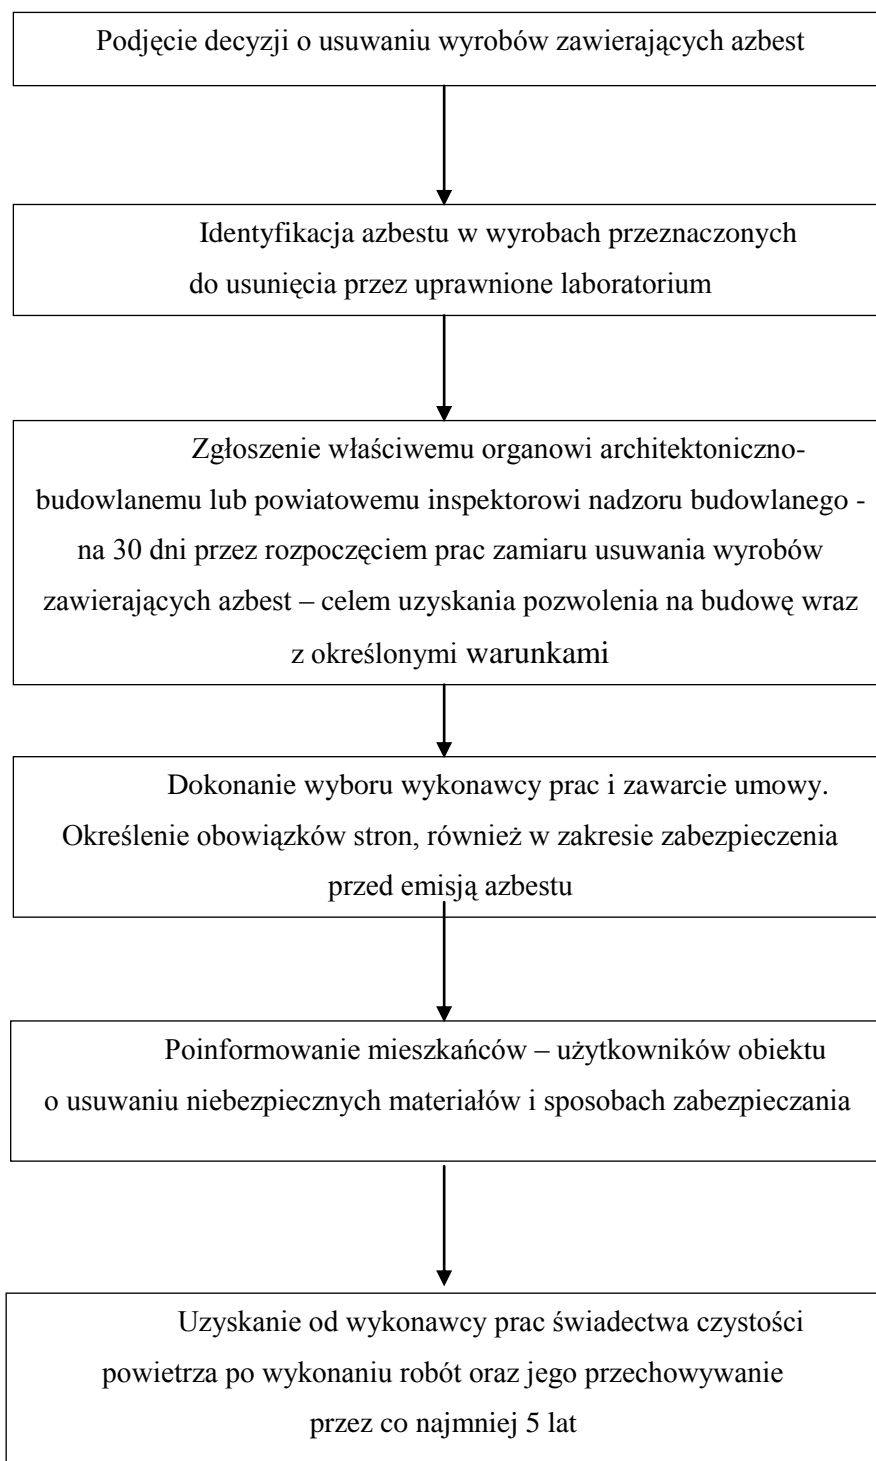 Podjęcie decyzji o usuwaniu wyrobów zawierających azbest
Identyfikacja azbestu w wyrobach przeznaczonych
do usunięcia przez uprawnione laboratorium
Zgłoszenie właściwemu organowi architektoniczno-
budowlanemu lub powiatowemu inspektorowi nadzoru budowlanego -
na 30 dni przez rozpoczęciem prac zamiaru usuwania wyrobów
zawierających azbest – celem uzyskania pozwolenia na budowę wraz
z określonymi warunkami
Dokonanie wyboru wykonawcy prac i zawarcie umowy.
Określenie obowiązków stron, również w zakresie zabezpieczenia
przed emisją azbestu
Poinformowanie mieszkańców – użytkowników obiektu
o usuwaniu niebezpiecznych materiałów i sposobach zabezpieczania
Uzyskanie od wykonawcy prac świadectwa czystości
powietrza po wykonaniu robót oraz jego przechowywanie
przez co najmniej 5 lat